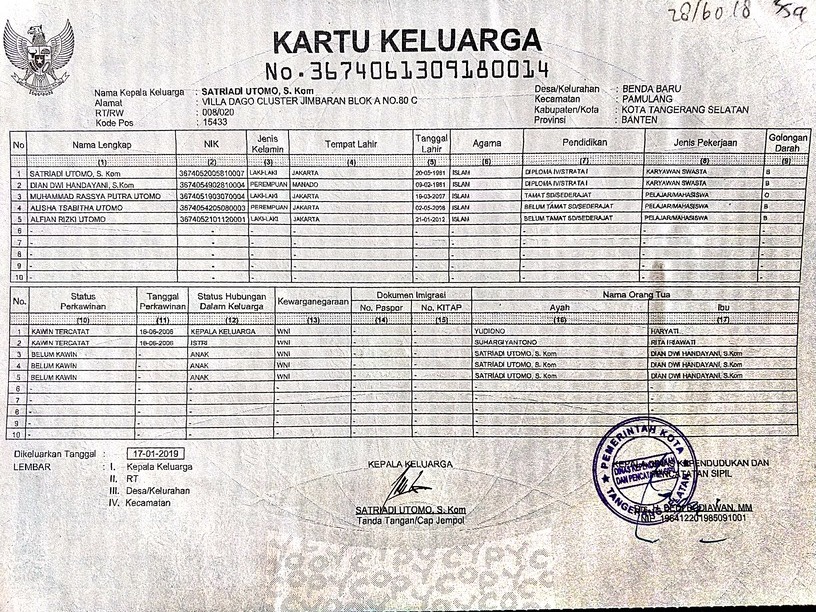 28/60 18
KARTU KELUARGA
No. 3674061309180014
Nama Kepala Keluarga : SATRIADI UTOMO, S. Kom
Alamat : VILLA DAGO CLUSTER JIMBARAN BLOK A NO.80 C
RT/RW : 008/020
Kode Pos : 15433
Desa/Kelurahan : BENDA BARU
Kecamatan : PAMULANG
Kabupaten/Kota : KOTA TANGERANG SELATAN
Provinsi : BANTEN
No Nama Lengkap NIK Jenis Kelamin Tempat Lahir Tanggal Lahir Agama Pendidikan Jenis Pekerjaan Golongan Darah
(1) (2) (3) (4) (5) (6) (7) (8) (9)
1 SATRIADI UTOMO, S. Kom 3674052005810007 LAKI-LAKI JAKARTA 20-05-1981 ISLAM DIPLOMA IV/STRATA I KARYAWAN SWASTA B
2 DIAN DWI HANDAYANI, S.Kom 3674054902810004 PEREMPUAN MANADO 09-02-1981 ISLAM DIPLOMA IV/STRATA I KARYAWAN SWASTA B
3 MUHAMMAD RASSYA PUTRA UTOMO 3674051903070004 LAKI-LAKI JAKARTA 19-03-2007 ISLAM TAMAT SD/SEDERAJAT PELAJAR/MAHASISWA O
4 ALISHA TSABITHA UTOMO 3674054205080003 PEREMPUAN JAKARTA 02-05-2008 ISLAM BELUM TAMAT SD/SEDERAJAT PELAJAR/MAHASISWA B
5 ALFIAN RIZKI UTOMO 3674052101120001 LAKI-LAKI JAKARTA 21-01-2012 ISLAM BELUM TAMAT SD/SEDERAJAT PELAJAR/MAHASISWA B
6 - - - - - - - - -
7 - - - - - - - - -
8 - - - - - - - - -
9 - - - - - - - - -
10 - - - - - - - - -
No. Status Perkawinan Tanggal Perkawinan Status Hubungan Dalam Keluarga Kewarganegaraan Dokumen Imigrasi Nama Orang Tua
No. Paspor No. KITAP Ayah Ibu
(10) (11) (12) (13) (14) (15) (16) (17)
1 KAWIN TERCATAT 18-06-2006 KEPALA KELUARGA WNI - - YUDIONO HARYATI
2 KAWIN TERCATAT 18-06-2006 ISTRI WNI - - SUHARGIYANTONO RITA IRIAWATI
3 BELUM KAWIN - ANAK WNI - - SATRIADI UTOMO, S. Kom DIAN DWI HANDAYANI, S.Kom
4 BELUM KAWIN - ANAK WNI - - SATRIADI UTOMO, S. Kom DIAN DWI HANDAYANI, S.Kom
5 BELUM KAWIN - ANAK WNI - - SATRIADI UTOMO, S. Kom DIAN DWI HANDAYANI, S.Kom
6 - - - - - - - -
7 - - - - - - - -
8 - - - - - - - -
9 - - - - - - - -
10 - - - - - - - -
Dikeluarkan Tanggal : 17-01-2019
LEMBAR : I. Kepala Keluarga
II. RT
III. Desa/Kelurahan
IV. Kecamatan
KEPALA KELUARGA
SATRIADI UTOMO, S. Kom
Tanda Tangan/Cap Jempol
KEPENDUDUKAN DAN
PENCATATAN SIPIL
PEMERINTAH KOTA
DINAS KEPENDUDUKAN
DAN PENCATATAN SIPIL
TANGERANG SELATAN
NIP. 196412201985091001
COPY COPY